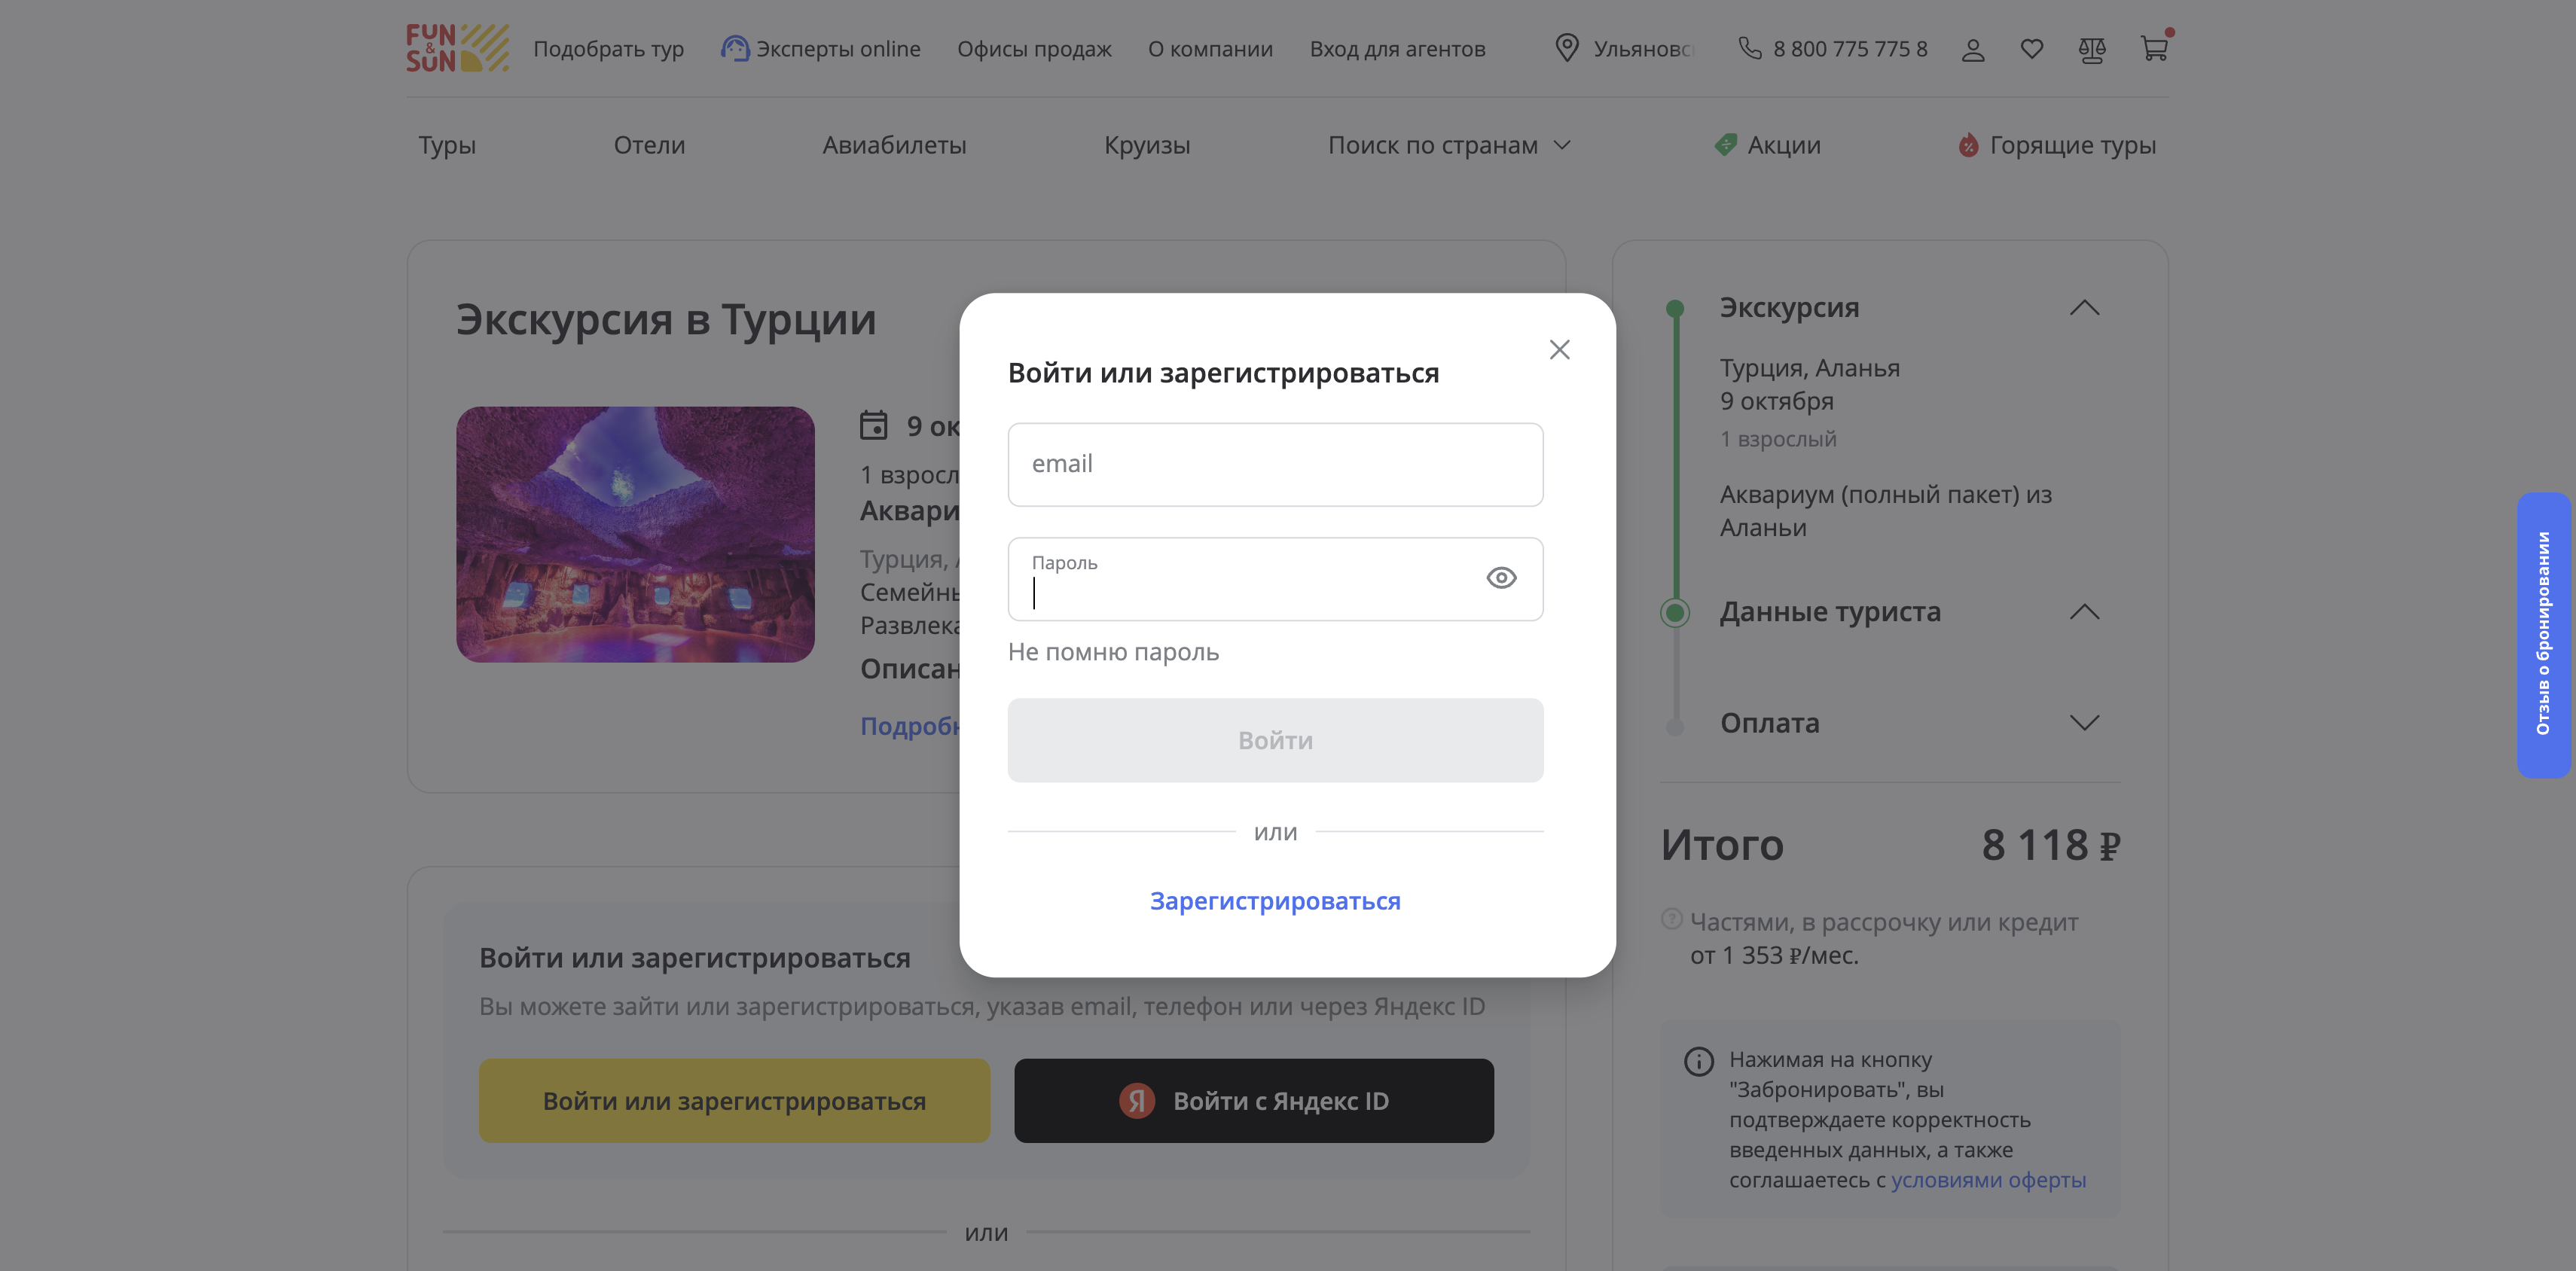 FUN
&
SUN
Подобрать тур
Эксперты online
Офисы продаж
О компании
Вход для агентов
Ульяновс
8 800 775 775 8
Туры
Отели
Авиабилеты
Круизы
Поиск по странам
Акции
Горящие туры
Экскурсия в Турции
9 ок
1 взросл
Аквари
Турция,
Семейн
Развлек
Описан
Подроб
Войти или зарегистрироваться
email
Пароль
Не помню пароль
Войти
или
Зарегистрироваться
Войти или зарегистрироваться
Вы можете зайти или зарегистрироваться, указав email, телефон или через Яндекс ID
Войти или зарегистрироваться
Я Войти с Яндекс ID
или
Экскурсия
Турция, Аланья
9 октября
1 взрослый
Аквариум (полный пакет) из
Аланьи
Данные туриста
Оплата
Итого 8 118 ₽
? Частями, в рассрочку или кредит
от 1 353 ₽/мес.
Нажимая на кнопку
"Забронировать", вы
подтверждаете корректность
введенных данных, а также
соглашаетесь с условиями оферты
Отзыв о бронировании